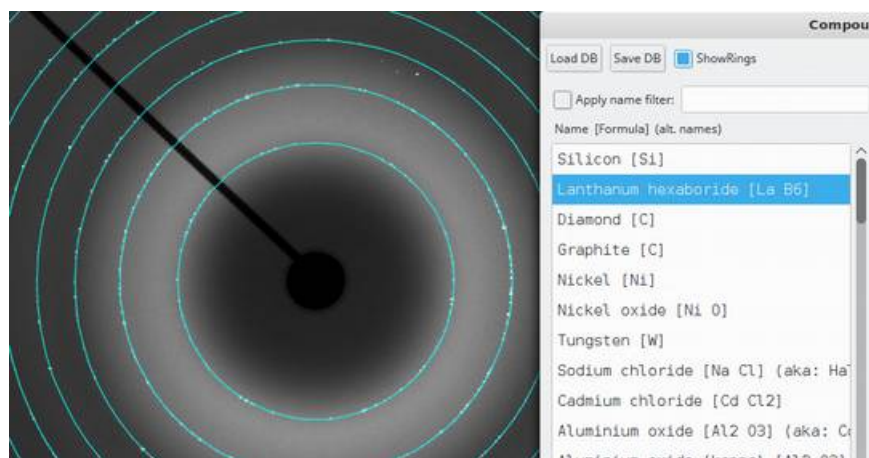 Compou
Load DB Save DB ShowRings
Apply name filter:
Name [Formula] (alt. names)
Silicon [Si]
Lanthanum hexaboride [La B6]
Diamond [C]
Graphite [C]
Nickel [Ni]
Nickel oxide [Ni O]
Tungsten [W]
Sodium chloride [Na Cl] (aka: Hal
Cadmium chloride [Cd Cl2]
Aluminium oxide [Al2 O3] (aka: Co